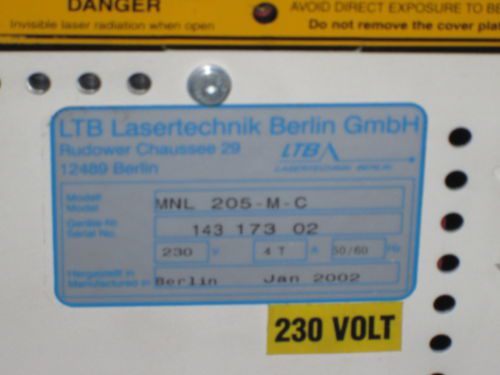 DANGER
Invisible laser radiation when open
AVOID DIRECT EXPOSURE TO
Do not remove the cover
LTB Lasertechnik Berlin GmbH
Rudower Chaussee 29
12489 Berlin
LTB
LASERTECHNIK BERLIN
Modell
Model
MNL 205-M-C
Geräte Nr.
Serial No.
143 173 02
230 V 4 T A 50/60 Hz
Hergestellt in
Manufactured in
Berlin Jan 2002
230 VOLT